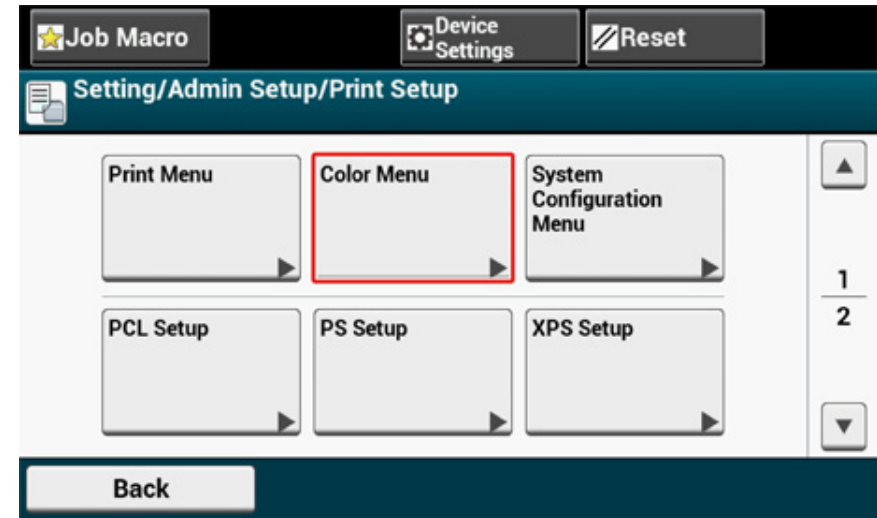 Job Macro
Device
Settings
Reset
Setting/Admin Setup/Print Setup
Print Menu
Color Menu
System
Configuration
Menu
PCL Setup
PS Setup
XPS Setup
1
2
Back